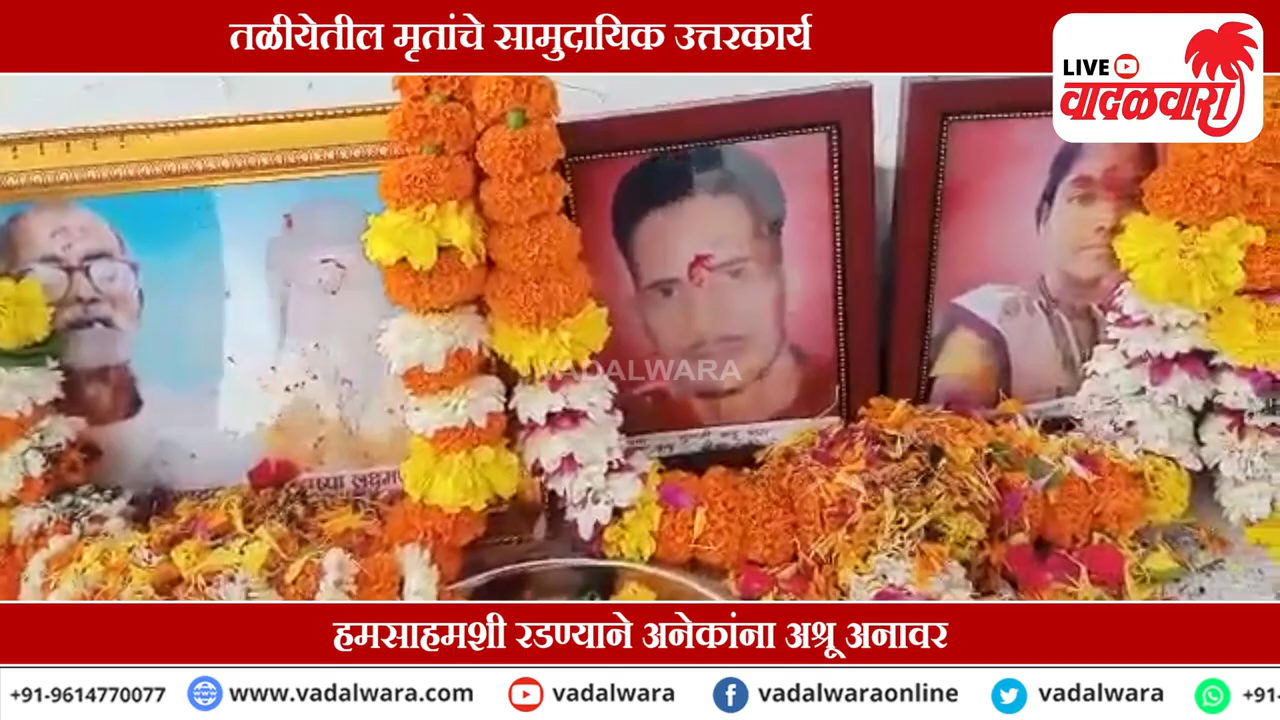 तळीयेतील मृतांचे सामुदायिक उत्तरकार्य
LIVE
वादळवारा
VADALWARA
हमसाहमशी रडण्याने अनेकांना अश्रू अनावर
+91-9614770077 www.vadalwara.com vadalwara vadalwaraonline vadalwara +91-